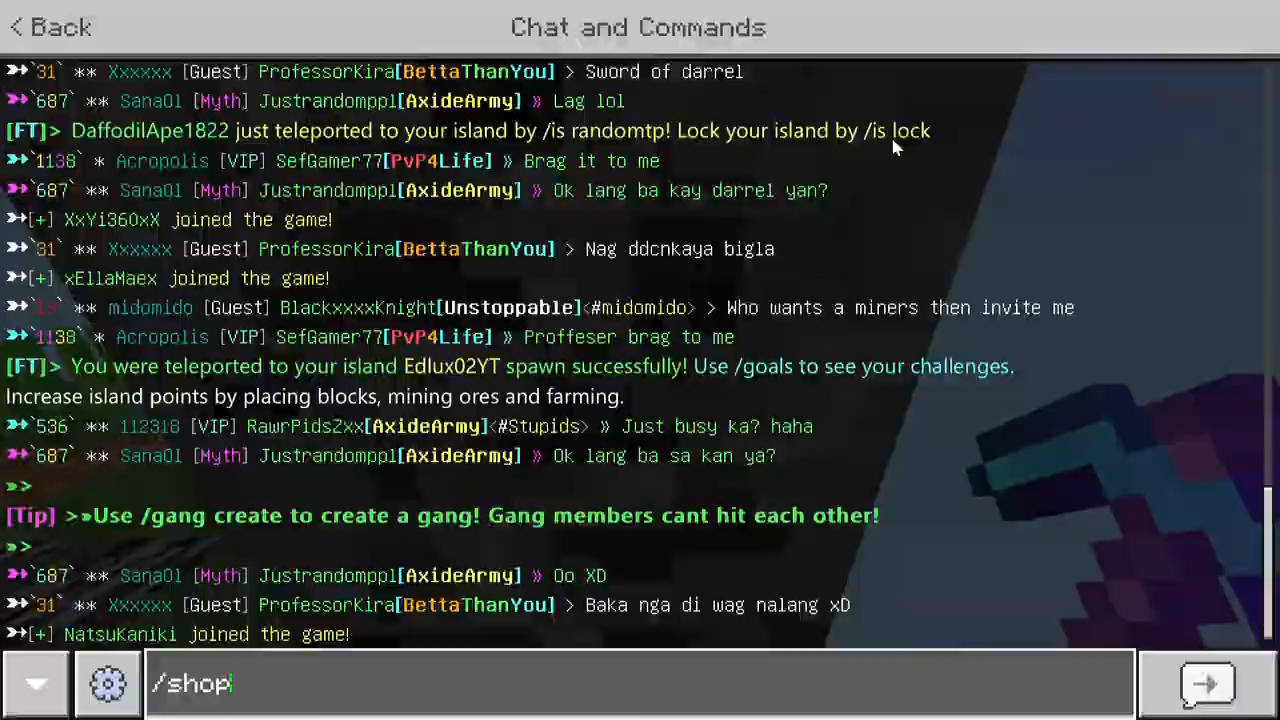 < Back
Chat and Commands
`31` ** Xxxxxx [Guest] ProfessorKira[BettaThanYou] > Sword of darrel
`687` ** SanaOl [Myth] Justrandomppl[AxideArmy] » Lag lol
[FT]> DaffodilApe1822 just teleported to your island by /is randomtp! Lock your island by /is lock
`1138` * Acropolis [VIP] SefGamer77[PvP4Life] » Brag it to me
`687` ** SanaOl [Myth] Justrandomppl[AxideArmy] » Ok lang ba kay darrel yan?
[+] XxYi360xX joined the game!
`31` ** Xxxxxx [Guest] ProfessorKira[BettaThanYou] > Nag ddcnkaya bigla
[+] xEllaMaex joined the game!
`13` ** midomido [Guest] BlackxxxxKnight[Unstoppable]<#midomido> > Who wants a miners then invite me
`1138` * Acropolis [VIP] SefGamer77[PvP4Life] » Proffeser brag to me
[FT]> You were teleported to your island Edlux02YT spawn successfully! Use /goals to see your challenges.
Increase island points by placing blocks, mining ores and farming.
`536` ** 112318 [VIP] RawrPidsZxx[AxideArmy]<#Stupids> » Just busy ka? haha
`687` ** SanaOl [Myth] Justrandomppl[AxideArmy] » Ok lang ba sa kan ya?
»>
[Tip] >»Use /gang create to create a gang! Gang members cant hit each other!
»>
`687` ** SanaOl [Myth] Justrandomppl[AxideArmy] » Oo XD
`31` ** Xxxxxx [Guest] ProfessorKira[BettaThanYou] > Baka nga di wag nalang xD
[+] NatsuKaniki joined the game!
/shop